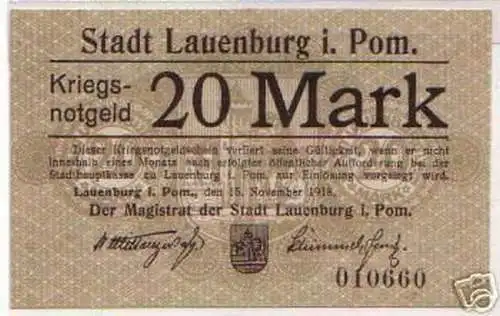 Stadt Lauenburg i. Pom.
Kriegs-
notgeld
20 Mark
Dieser Kriegsnotgeldschein verliert seine Gültigkeit, wenn er nicht
innerhalb eines Monats nach erfolgter öffentlicher Aufforderung bei der
Stadthauptkasse zu Lauenburg i. Pom. zur Einlösung vorgelegt wird.
Lauenburg i. Pom., den 15. November 1918.
Der Magistrat der Stadt Lauenburg i. Pom.
010660